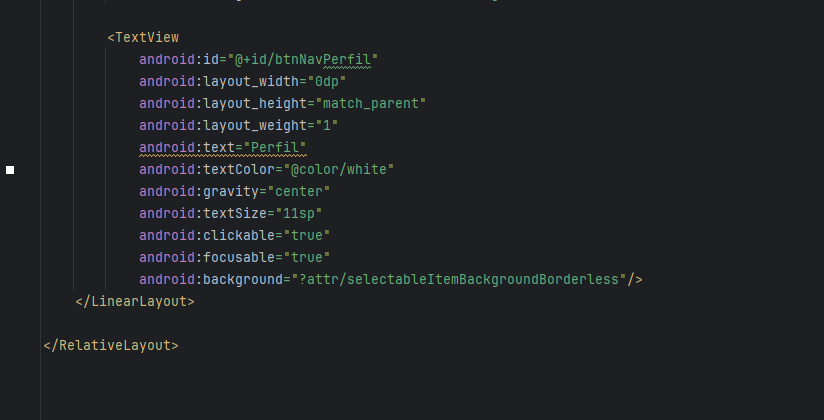 <TextView
android:id="@+id/btnNavPerfil"
android:layout_width="0dp"
android:layout_height="match_parent"
android:layout_weight="1"
android:text="Perfil"
android:textColor="@color/white"
android:gravity="center"
android:textSize="11sp"
android:clickable="true"
android:focusable="true"
android:background="?attr/selectableItemBackgroundBorderless"/>
</LinearLayout>
</RelativeLayout>